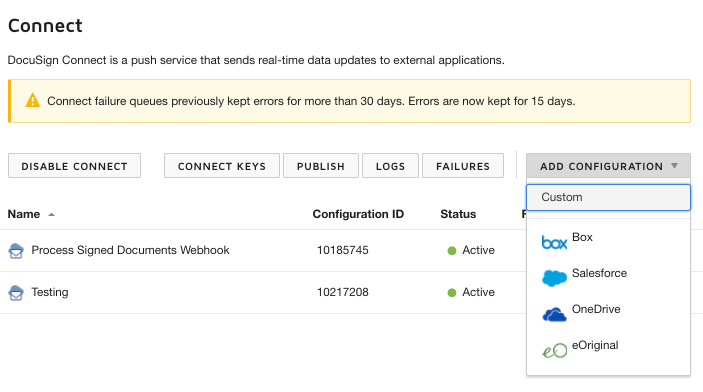 Connect
DocuSign Connect is a push service that sends real-time data updates to external applications.
Connect failure queues previously kept errors for more than 30 days. Errors are now kept for 15 days.
DISABLE CONNECT CONNECT KEYS PUBLISH LOGS FAILURES ADD CONFIGURATION
Custom
Name Configuration ID Status
box Box
Process Signed Documents Webhook 10185745 Active
Salesforce
Testing 10217208 Active
OneDrive
eO eOriginal